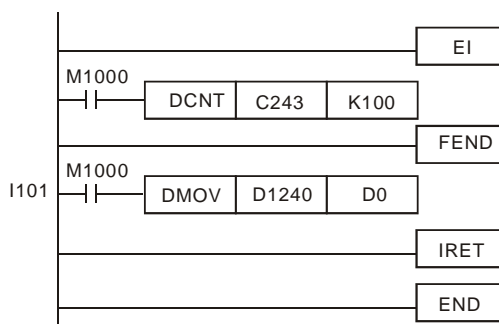 EI
M1000
DCNT C243 K100
FEND
M1000
I101 DMOV D1240 D0
IRET
END